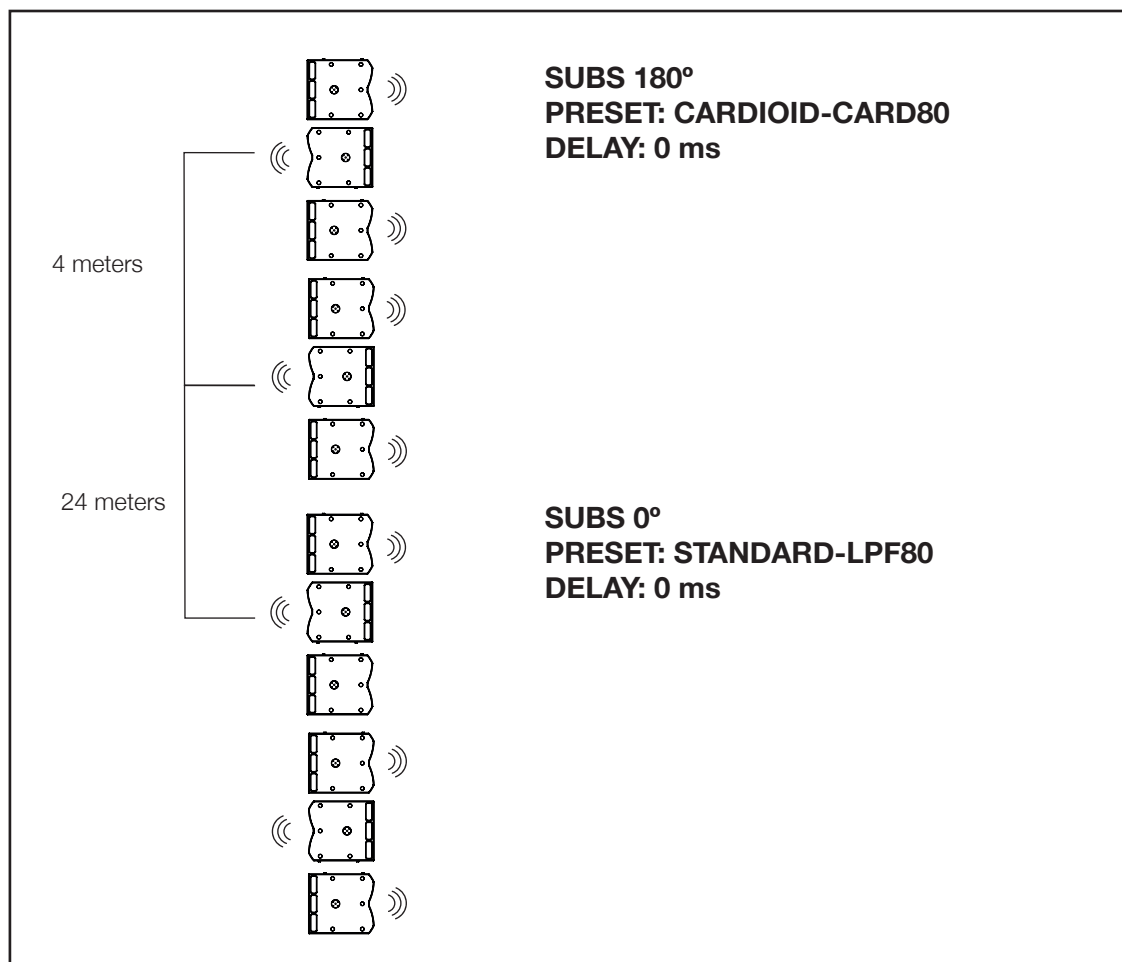 SUBS 180º
PRESET: CARDIOID-CARD80
DELAY: 0 ms
4 meters
24 meters
SUBS 0º
PRESET: STANDARD-LPF80
DELAY: 0 ms